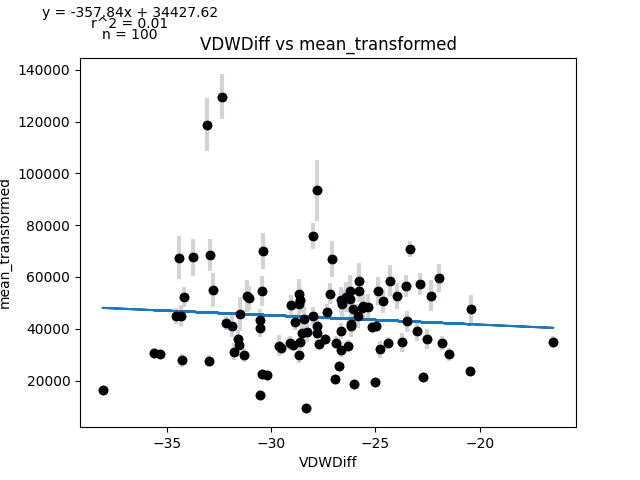 y = -357.84x + 34427.62
r^2 = 0.01
n = 100
VDWDiff vs mean_transformed
140000
120000
100000
80000
60000
40000
20000
mean_transformed
−35
−30
−25
−20
VDWDiff